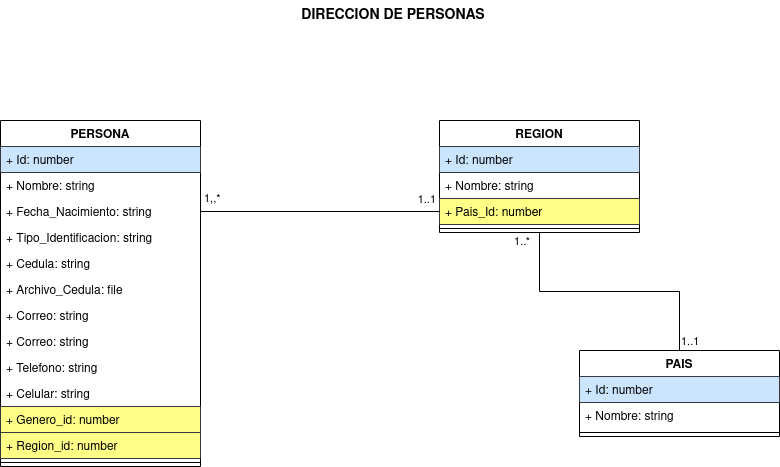 DIRECCION DE PERSONAS
PERSONA
+ Id: number
+ Nombre: string
+ Fecha_Nacimiento: string
+ Tipo_Identificacion: string
+ Cedula: string
+ Archivo_Cedula: file
+ Correo: string
+ Correo: string
+ Telefono: string
+ Celular: string
+ Genero_id: number
+ Region_id: number
1,,*
1..1
REGION
+ Id: number
+ Nombre: string
+ Pais_Id: number
1..*
1..1
PAIS
+ Id: number
+ Nombre: string